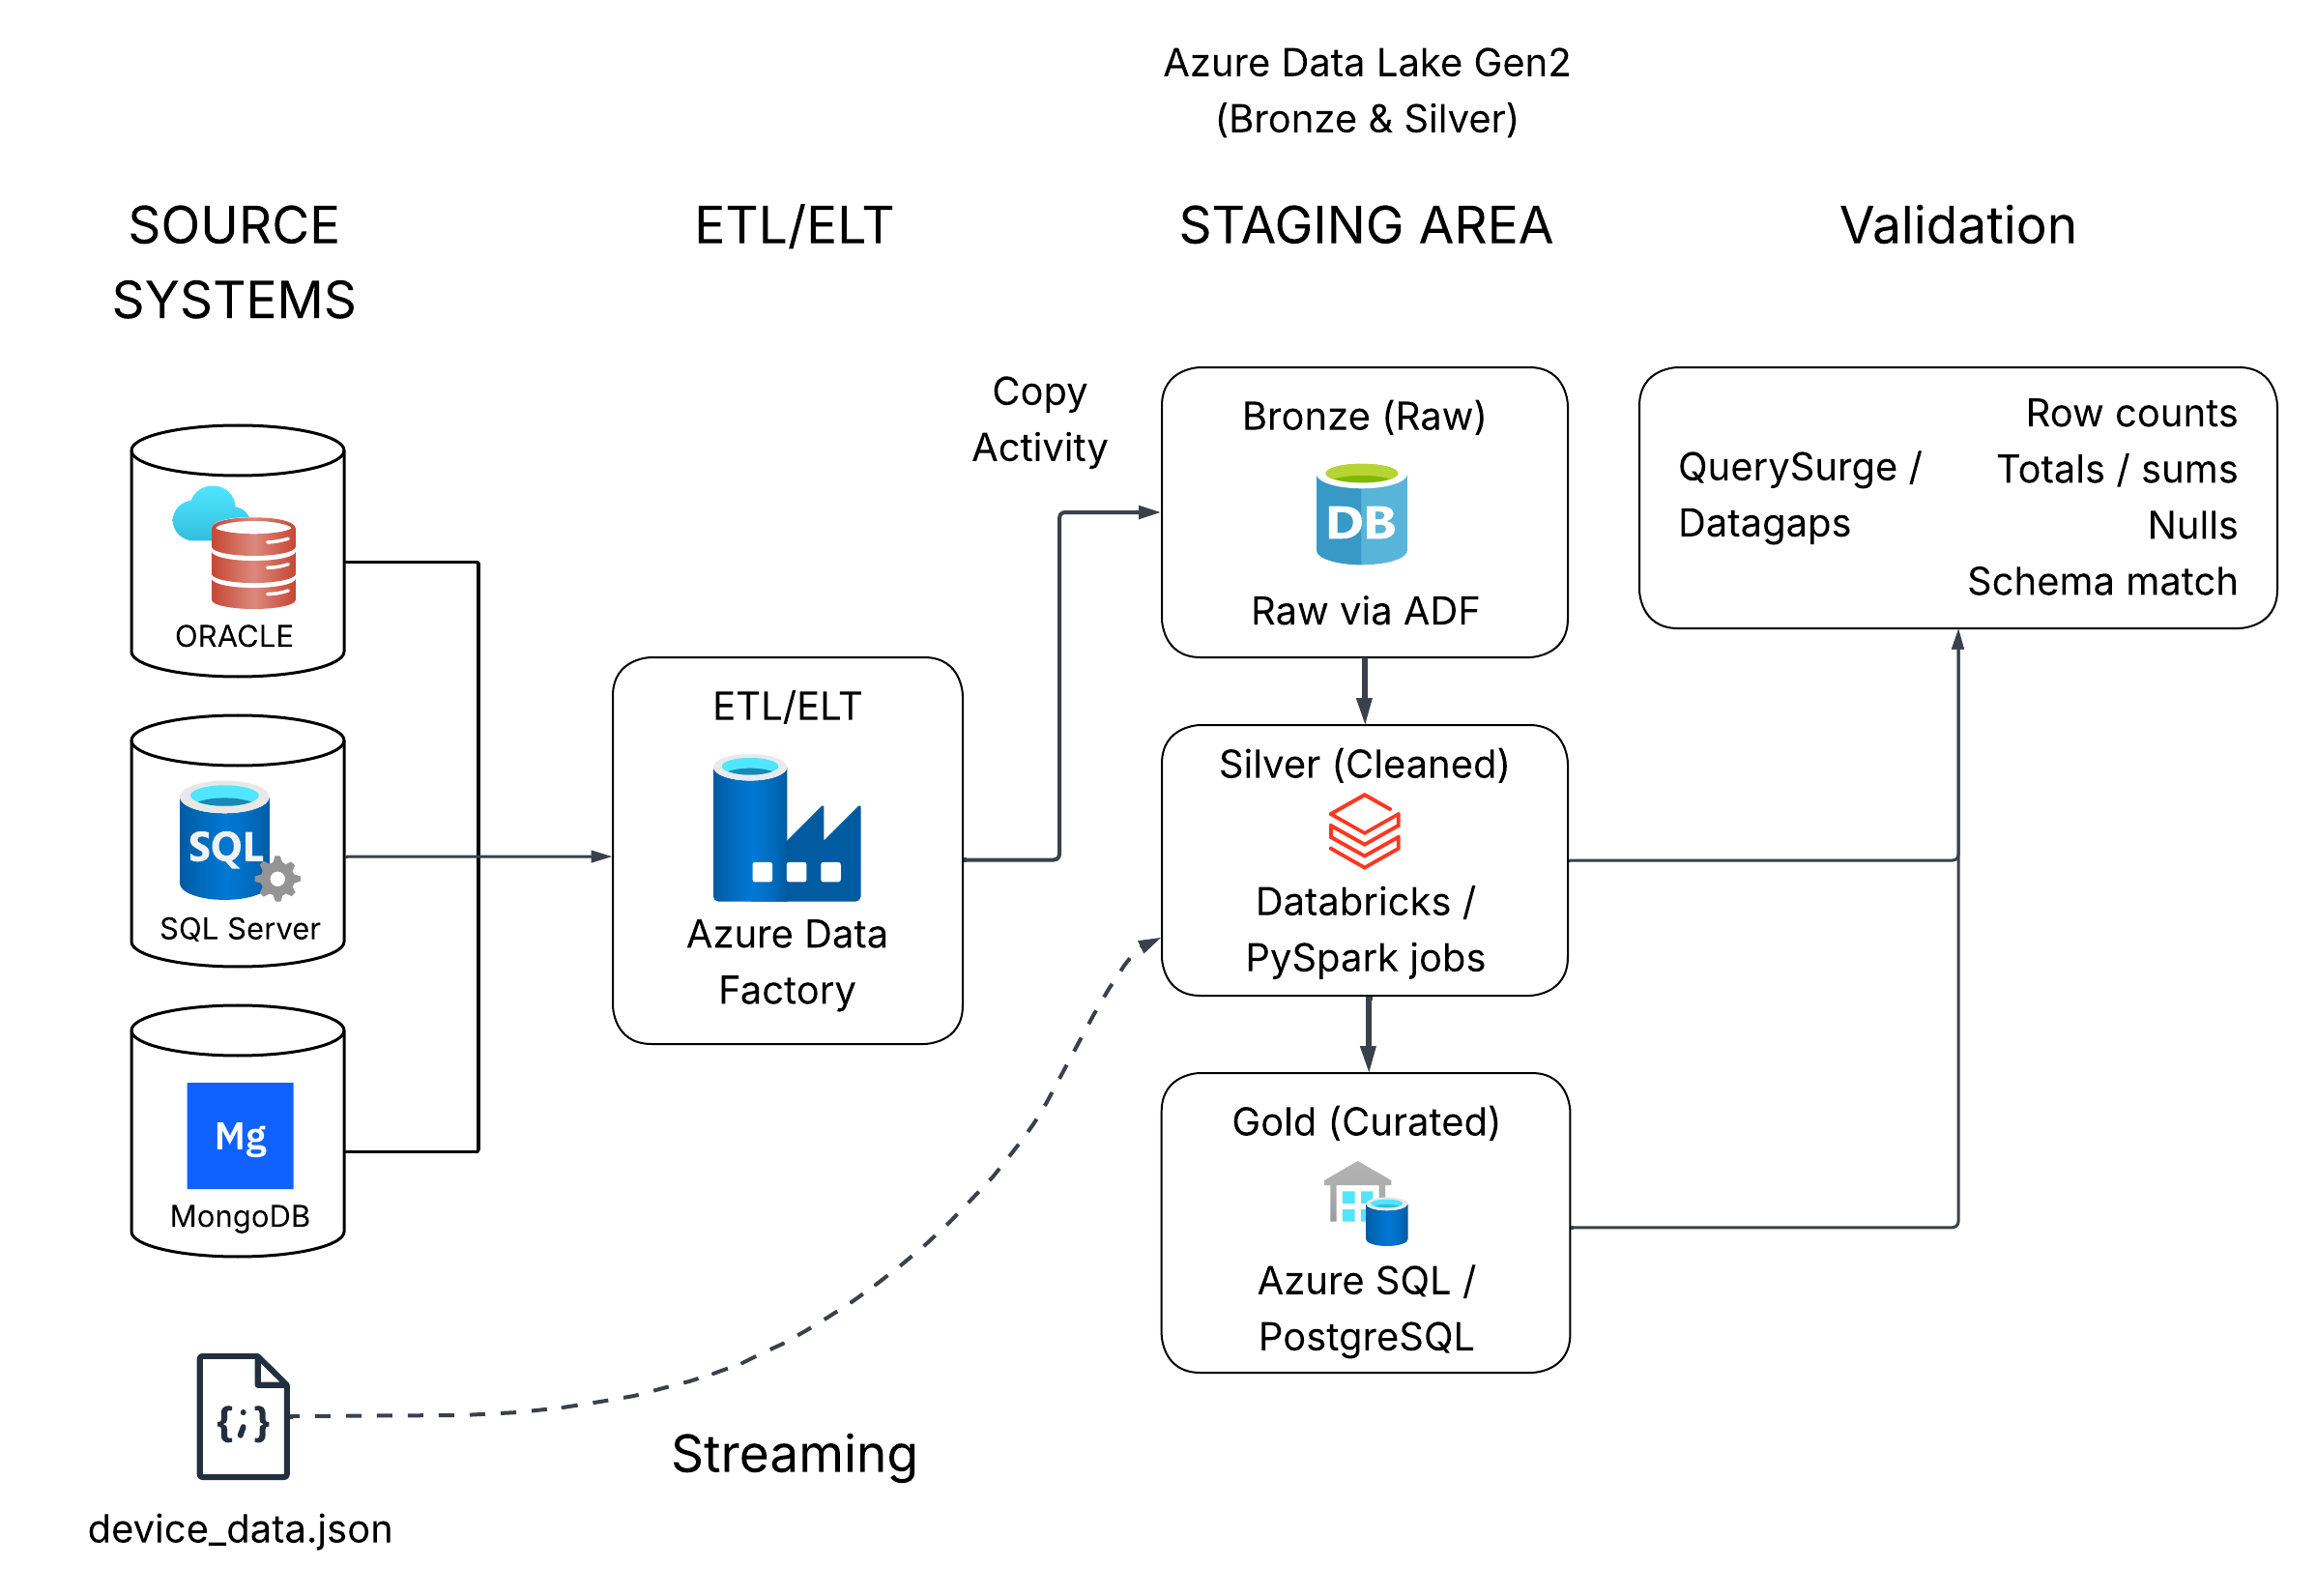 Azure Data Lake Gen2
(Bronze & Silver)
SOURCE
SYSTEMS
ETL/ELT
STAGING AREA
Validation
ORACLE
SQL
SQL Server
Mg
MongoDB
{;}
device_data.json
ETL/ELT
Azure Data
Factory
Copy
Activity
Streaming
Bronze (Raw)
DB
Raw via ADF
Silver (Cleaned)
Databricks /
PySpark jobs
Gold (Curated)
Azure SQL /
PostgreSQL
QuerySurge /
Datagaps
Row counts
Totals / sums
Nulls
Schema match